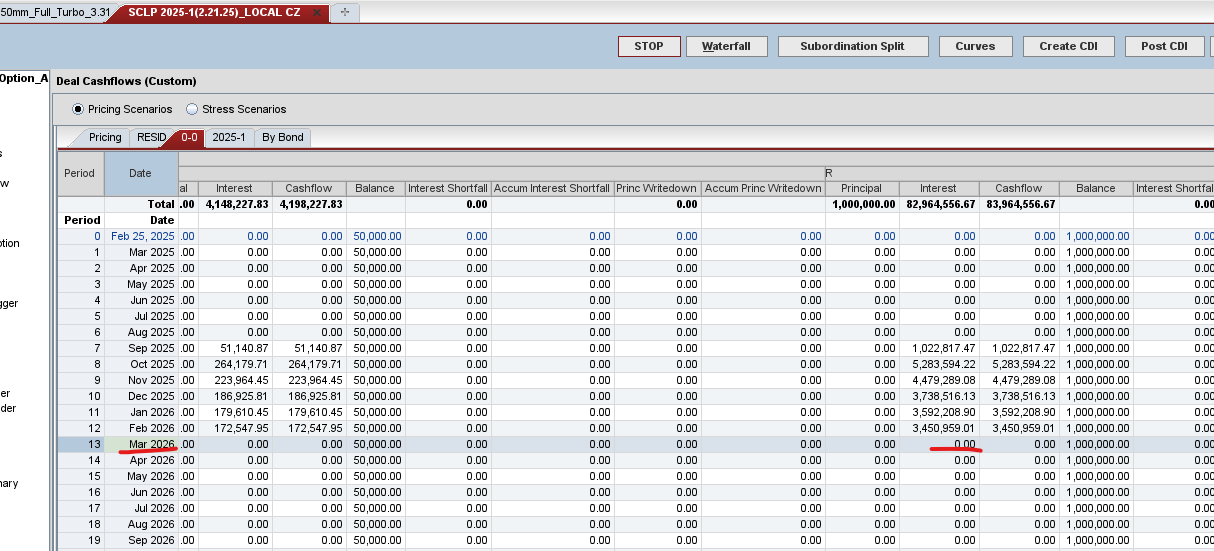 50mm_Full_Turbo_3.31 SCLP 2025-1(2.21.25)_LOCAL CZ
STOP Waterfall Subordination Split Curves Create CDI Post CDI
Option_A Deal Cashflows (Custom)
Pricing Scenarios Stress Scenarios
Pricing RESID 0-0 2025-1 By Bond
Period Date R
al Interest Cashflow Balance Interest Shortfall Accum Interest Shortfall Princ Writedown Accum Princ Writedown Principal Interest Cashflow Balance Interest Shortfal
Total .00 4,148,227.83 4,198,227.83 0.00 0.00 1,000,000.00 82,964,556.67 83,964,556.67 0.00
Period Date
0 Feb 25, 2025 .00 0.00 0.00 50,000.00 0.00 0.00 0.00 0.00 0.00 0.00 0.00 1,000,000.00 0.00
1 Mar 2025 .00 0.00 0.00 50,000.00 0.00 0.00 0.00 0.00 0.00 0.00 0.00 1,000,000.00 0.00
2 Apr 2025 .00 0.00 0.00 50,000.00 0.00 0.00 0.00 0.00 0.00 0.00 0.00 1,000,000.00 0.00
3 May 2025 .00 0.00 0.00 50,000.00 0.00 0.00 0.00 0.00 0.00 0.00 0.00 1,000,000.00 0.00
4 Jun 2025 .00 0.00 0.00 50,000.00 0.00 0.00 0.00 0.00 0.00 0.00 0.00 1,000,000.00 0.00
5 Jul 2025 .00 0.00 0.00 50,000.00 0.00 0.00 0.00 0.00 0.00 0.00 0.00 1,000,000.00 0.00
6 Aug 2025 .00 0.00 0.00 50,000.00 0.00 0.00 0.00 0.00 0.00 0.00 0.00 1,000,000.00 0.00
7 Sep 2025 .00 51,140.87 51,140.87 50,000.00 0.00 0.00 0.00 0.00 0.00 1,022,817.47 1,022,817.47 1,000,000.00 0.00
8 Oct 2025 .00 264,179.71 264,179.71 50,000.00 0.00 0.00 0.00 0.00 0.00 5,283,594.22 5,283,594.22 1,000,000.00 0.00
9 Nov 2025 .00 223,964.45 223,964.45 50,000.00 0.00 0.00 0.00 0.00 0.00 4,479,289.08 4,479,289.08 1,000,000.00 0.00
10 Dec 2025 .00 186,925.81 186,925.81 50,000.00 0.00 0.00 0.00 0.00 0.00 3,738,516.13 3,738,516.13 1,000,000.00 0.00
11 Jan 2026 .00 179,610.45 179,610.45 50,000.00 0.00 0.00 0.00 0.00 0.00 3,592,208.90 3,592,208.90 1,000,000.00 0.00
12 Feb 2026 .00 172,547.95 172,547.95 50,000.00 0.00 0.00 0.00 0.00 0.00 3,450,959.01 3,450,959.01 1,000,000.00 0.00
13 Mar 2026 .00 0.00 0.00 50,000.00 0.00 0.00 0.00 0.00 0.00 0.00 0.00 1,000,000.00 0.00
14 Apr 2026 .00 0.00 0.00 50,000.00 0.00 0.00 0.00 0.00 0.00 0.00 0.00 1,000,000.00 0.00
15 May 2026 .00 0.00 0.00 50,000.00 0.00 0.00 0.00 0.00 0.00 0.00 0.00 1,000,000.00 0.00
16 Jun 2026 .00 0.00 0.00 50,000.00 0.00 0.00 0.00 0.00 0.00 0.00 0.00 1,000,000.00 0.00
17 Jul 2026 .00 0.00 0.00 50,000.00 0.00 0.00 0.00 0.00 0.00 0.00 0.00 1,000,000.00 0.00
18 Aug 2026 .00 0.00 0.00 50,000.00 0.00 0.00 0.00 0.00 0.00 0.00 0.00 1,000,000.00 0.00
19 Sep 2026 .00 0.00 0.00 50,000.00 0.00 0.00 0.00 0.00 0.00 0.00 0.00 1,000,000.00 0.00
s
w
otion
gger
er
der
nary